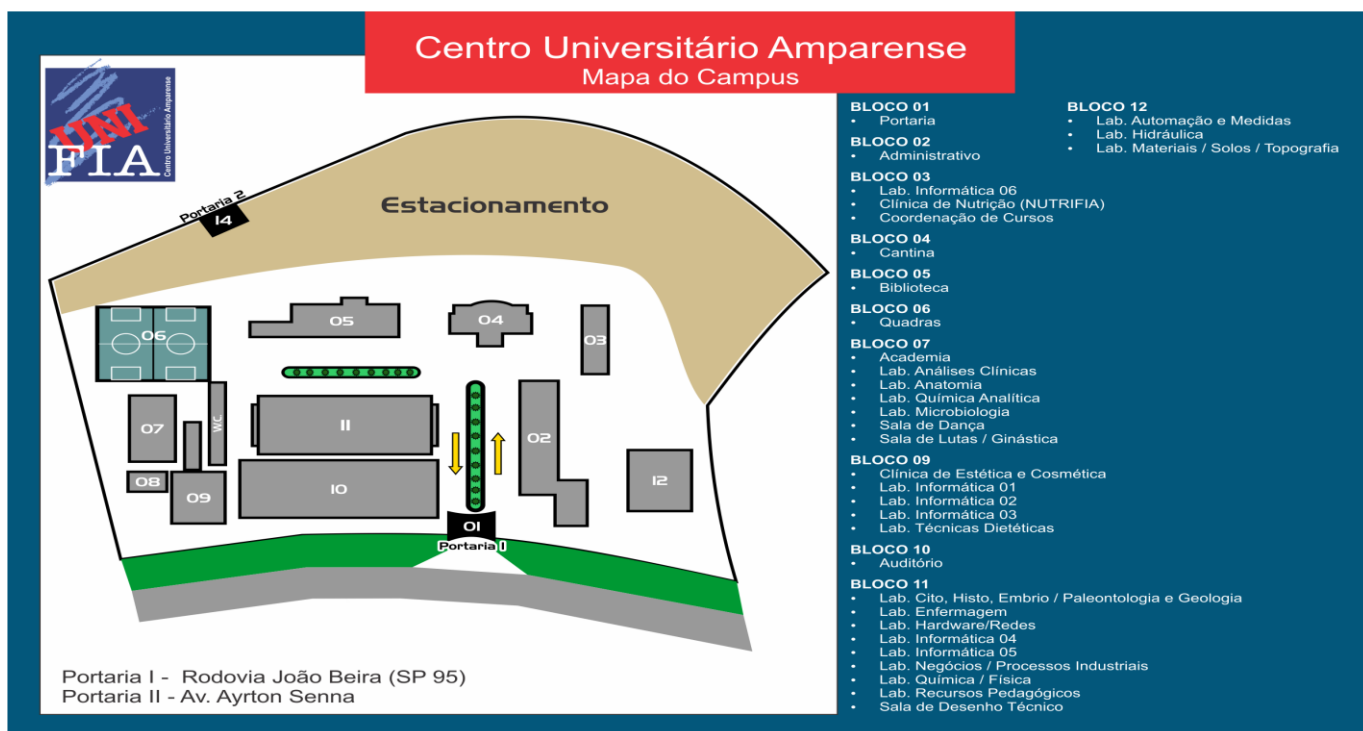 Centro Universitário Amparense
Mapa do Campus
UNI
FIA
Centro Universitário Amparense
Portaria 2
14
Estacionamento
06
05
04
03
07
W.C.
11
02
08
09
10
12
01
Portaria 1
Portaria I - Rodovia João Beira (SP 95)
Portaria II - Av. Ayrton Senna
BLOCO 01
• Portaria
BLOCO 02
• Administrativo
BLOCO 03
• Lab. Informática 06
• Clínica de Nutrição (NUTRIFIA)
• Coordenação de Cursos
BLOCO 04
• Cantina
BLOCO 05
• Biblioteca
BLOCO 06
• Quadras
BLOCO 07
• Academia
• Lab. Análises Clínicas
• Lab. Anatomia
• Lab. Química Analítica
• Lab. Microbiologia
• Sala de Dança
• Sala de Lutas / Ginástica
BLOCO 09
• Clínica de Estética e Cosmética
• Lab. Informática 01
• Lab. Informática 02
• Lab. Informática 03
• Lab. Técnicas Dietéticas
BLOCO 10
• Auditório
BLOCO 11
• Lab. Cito, Histo, Embrio / Paleontologia e Geologia
• Lab. Enfermagem
• Lab. Hardware/Redes
• Lab. Informática 04
• Lab. Informática 05
• Lab. Negócios / Processos Industriais
• Lab. Química / Física
• Lab. Recursos Pedagógicos
• Sala de Desenho Técnico
BLOCO 12
• Lab. Automação e Medidas
• Lab. Hidráulica
• Lab. Materiais / Solos / Topografia